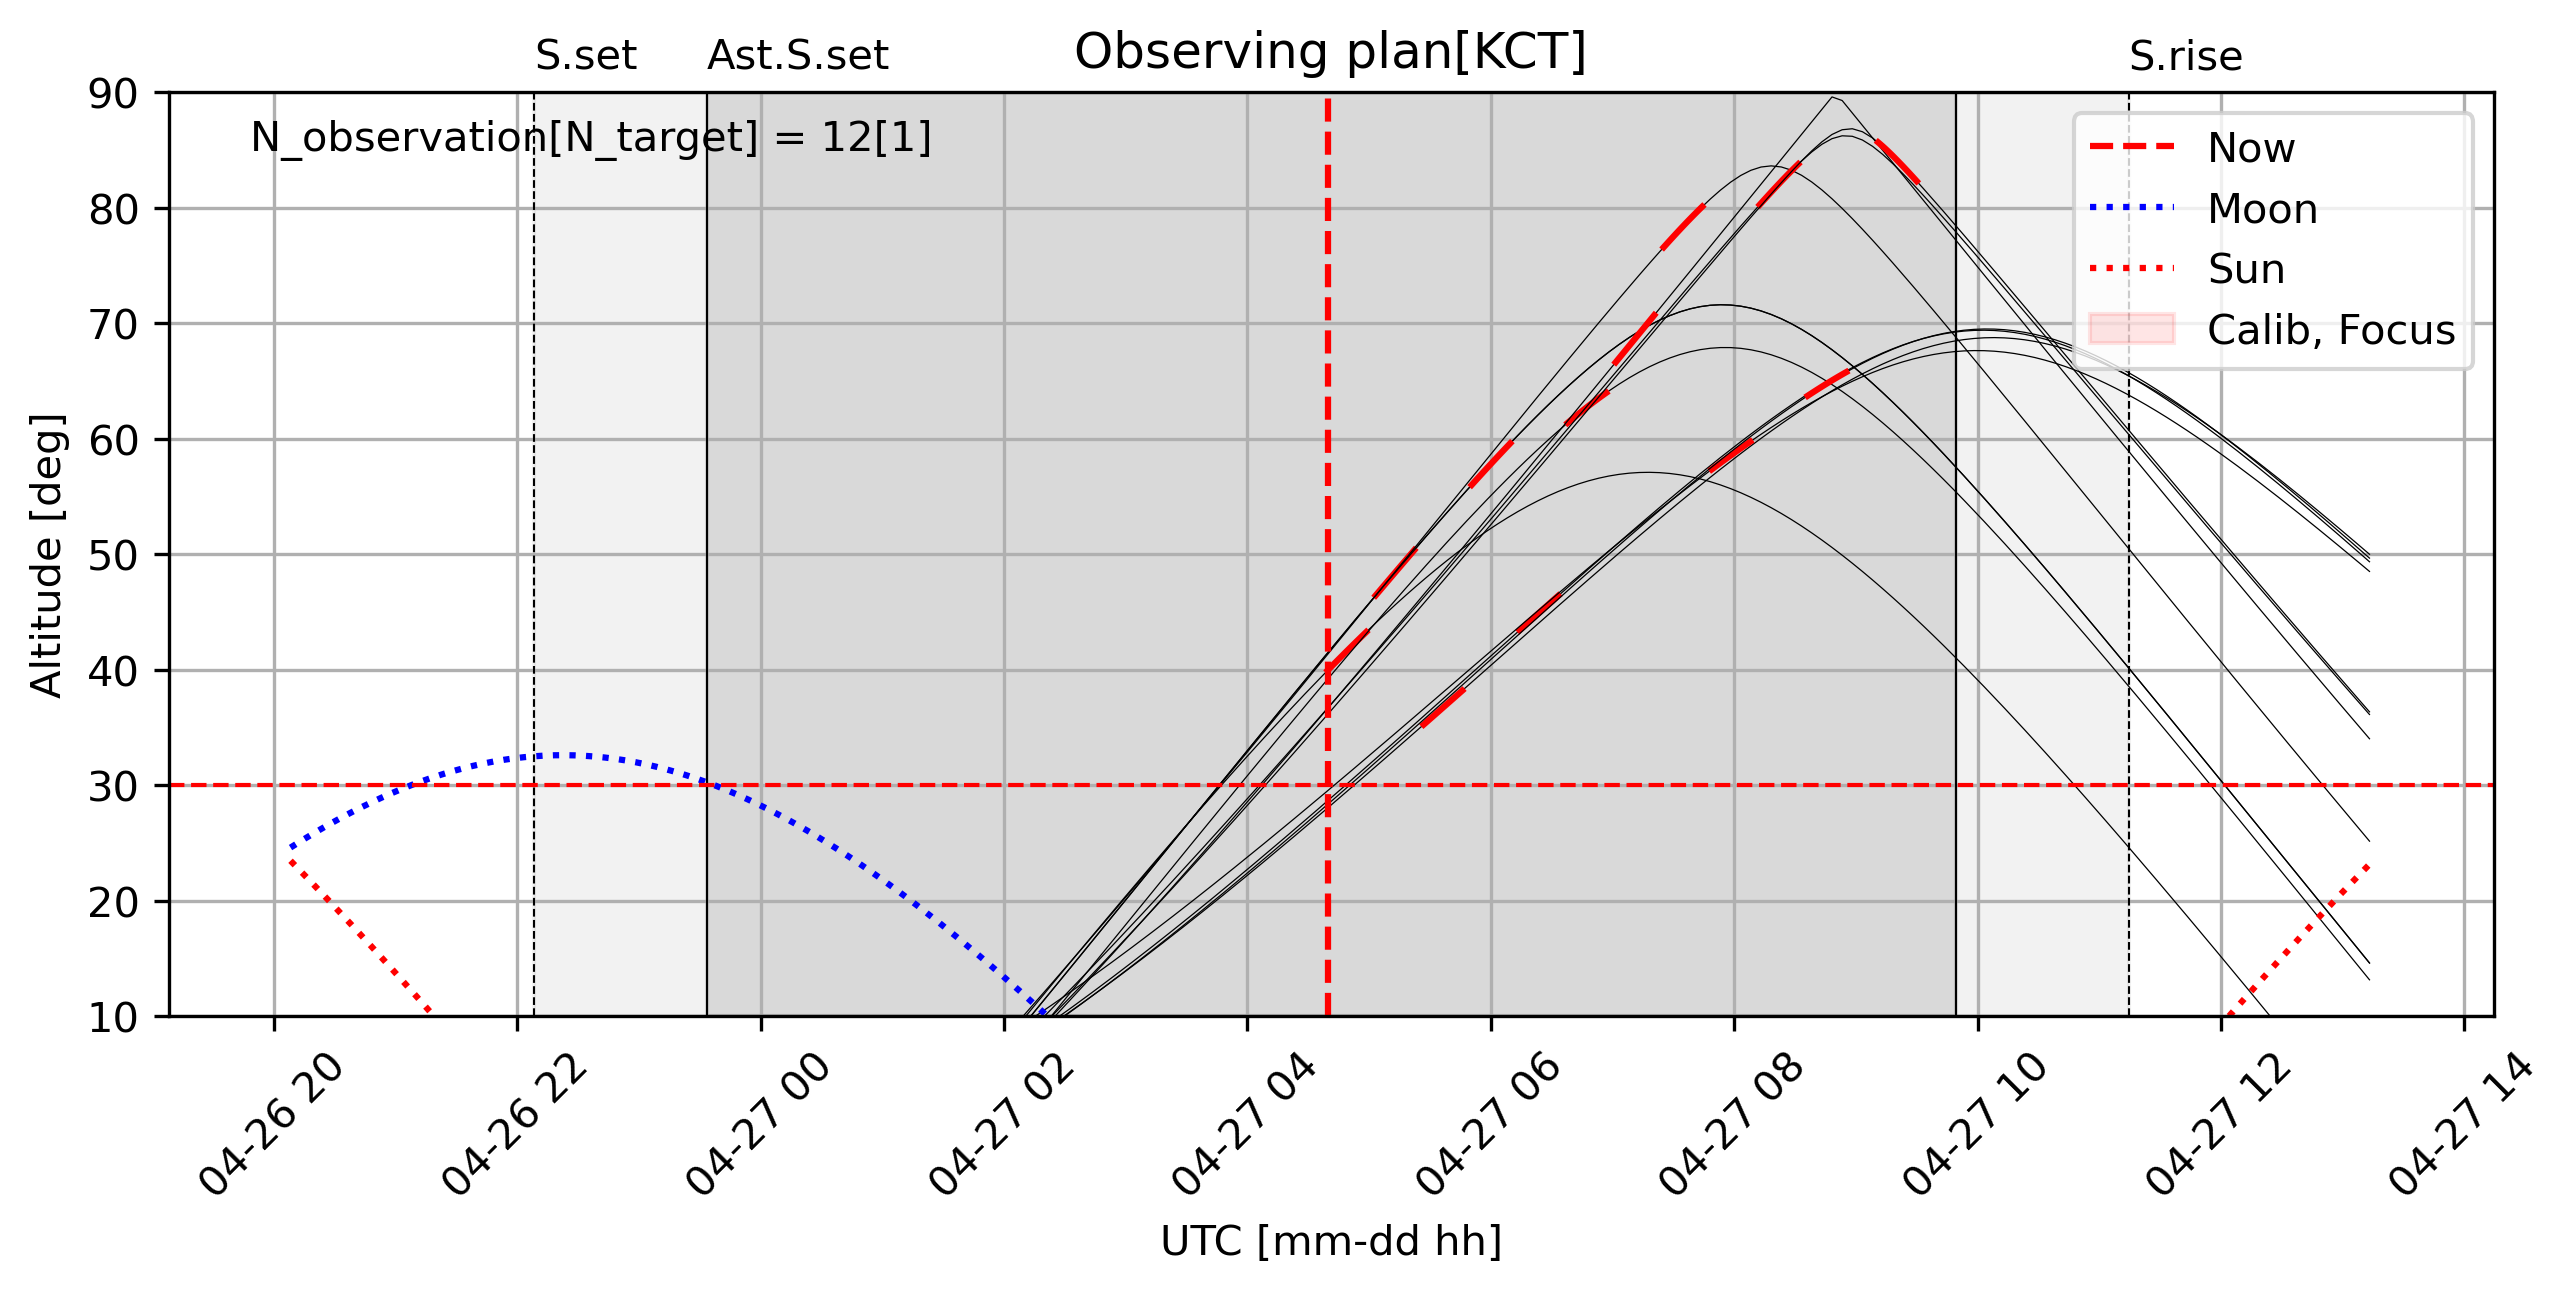 Observing plan[KCT]
S.set
Ast.S.set
S.rise
N_observation[N_target] = 12[1]
Now
Moon
Sun
Calib, Focus
Altitude [deg]
90
80
70
60
50
40
30
20
10
04-26 20
04-26 22
04-27 00
04-27 02
04-27 04
04-27 06
04-27 08
04-27 10
04-27 12
04-27 14
UTC [mm-dd hh]